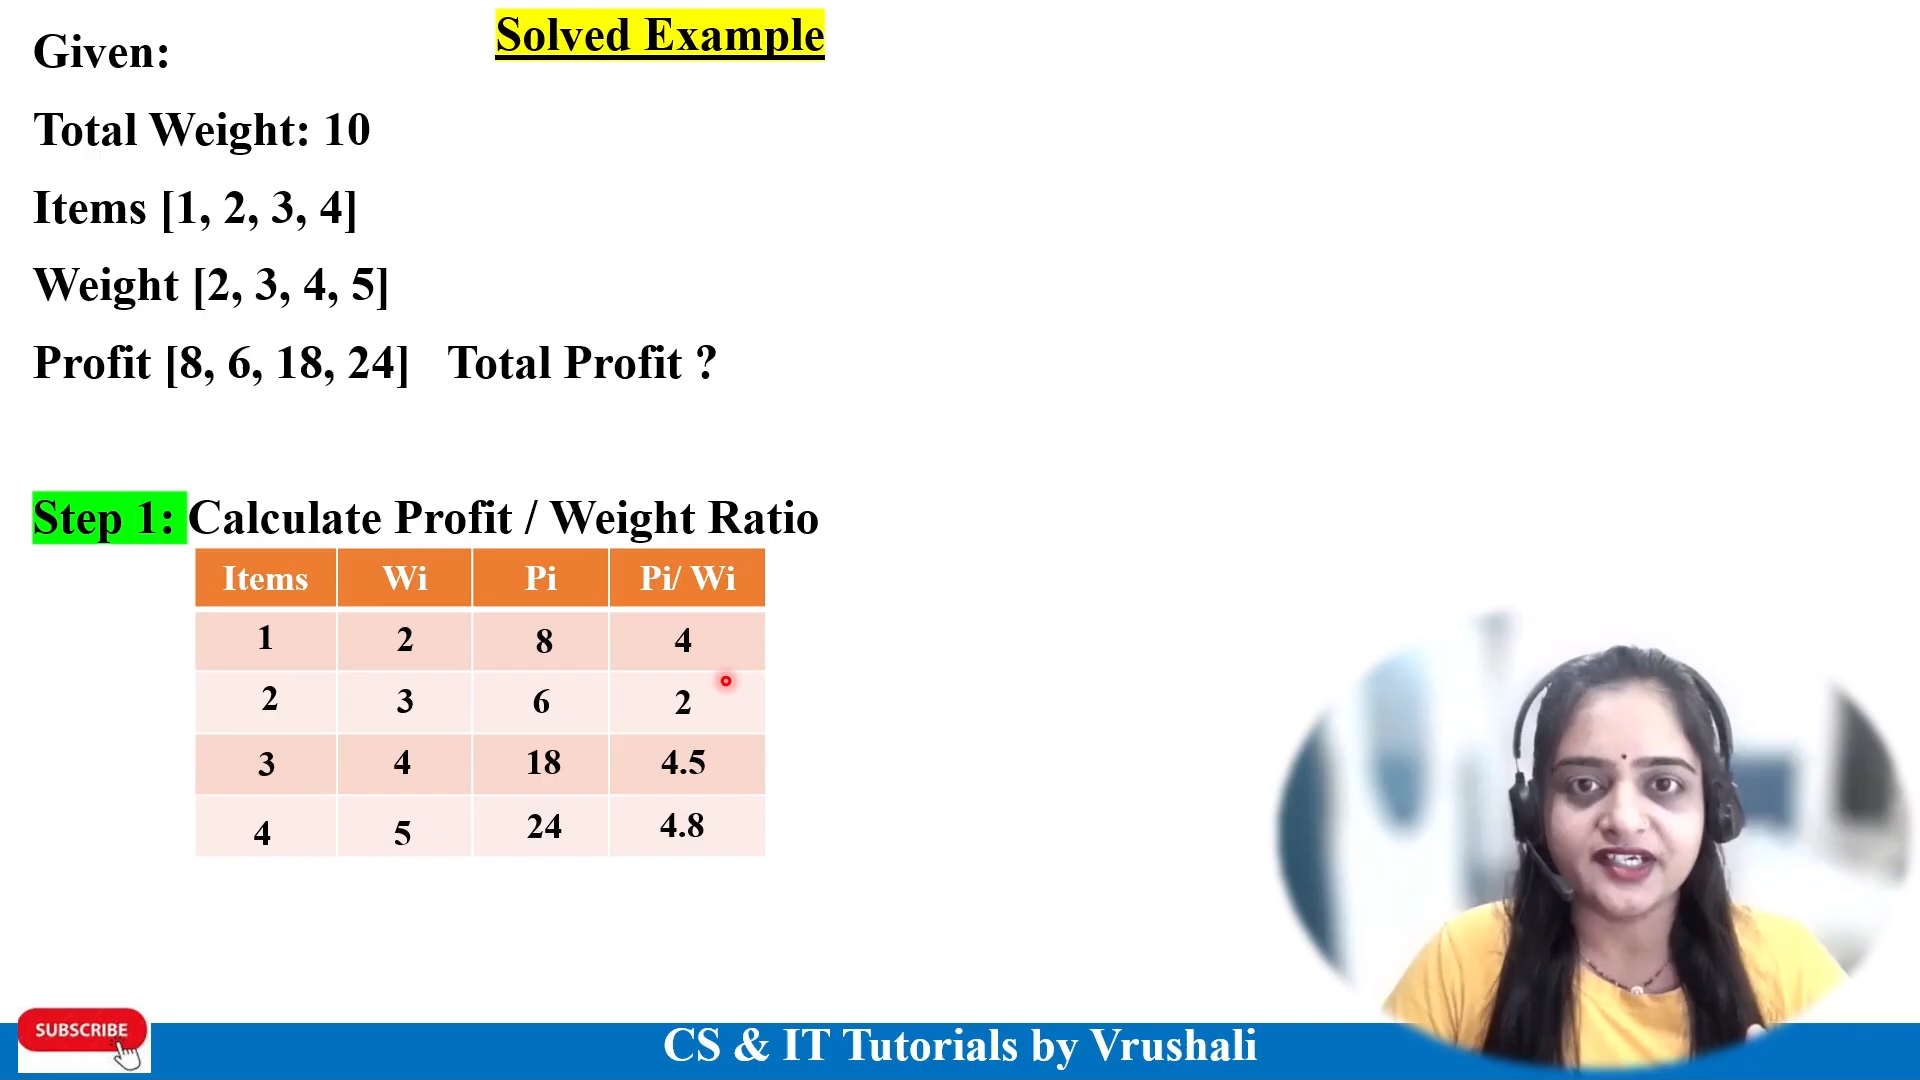 Solved Example
Given:
Total Weight: 10
Items [1, 2, 3, 4]
Weight [2, 3, 4, 5]
Profit [8, 6, 18, 24] Total Profit ?
Step 1: Calculate Profit / Weight Ratio
Items Wi Pi Pi/ Wi
1 2 8 4
2 3 6 2
3 4 18 4.5
4 5 24 4.8
SUBSCRIBE
CS & IT Tutorials by Vrushali